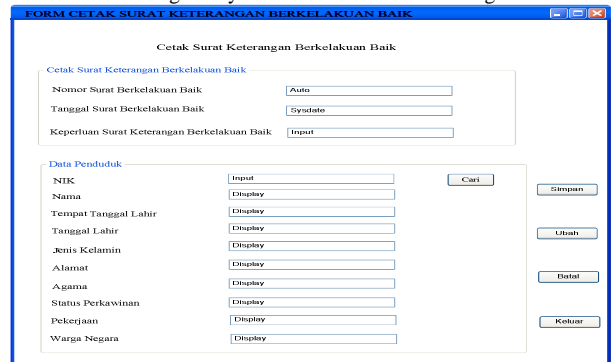 FORM CETAK SURAT KETERANGAN BERKELAKUAN BAIK
Cetak Surat Keterangan Berkelakuan Baik
Cetak Surat Keterangan Berkelakuan Baik
Nomor Surat Berkelakuan Baik Auto
Tanggal Surat Berkelakuan Baik Sysdate
Keperluan Surat Keterangan Berkelakuan Baik Input
Data Penduduk
NIK Input Cari
Nama Display
Simpan
Tempat Tanggal Lahir Display
Tanggal Lahir Display
Ubah
Jenis Kelamin Display
Alamat Display
Agama Display
Batal
Status Perkawinan Display
Pekerjaan Display
Keluar
Warga Negara Display